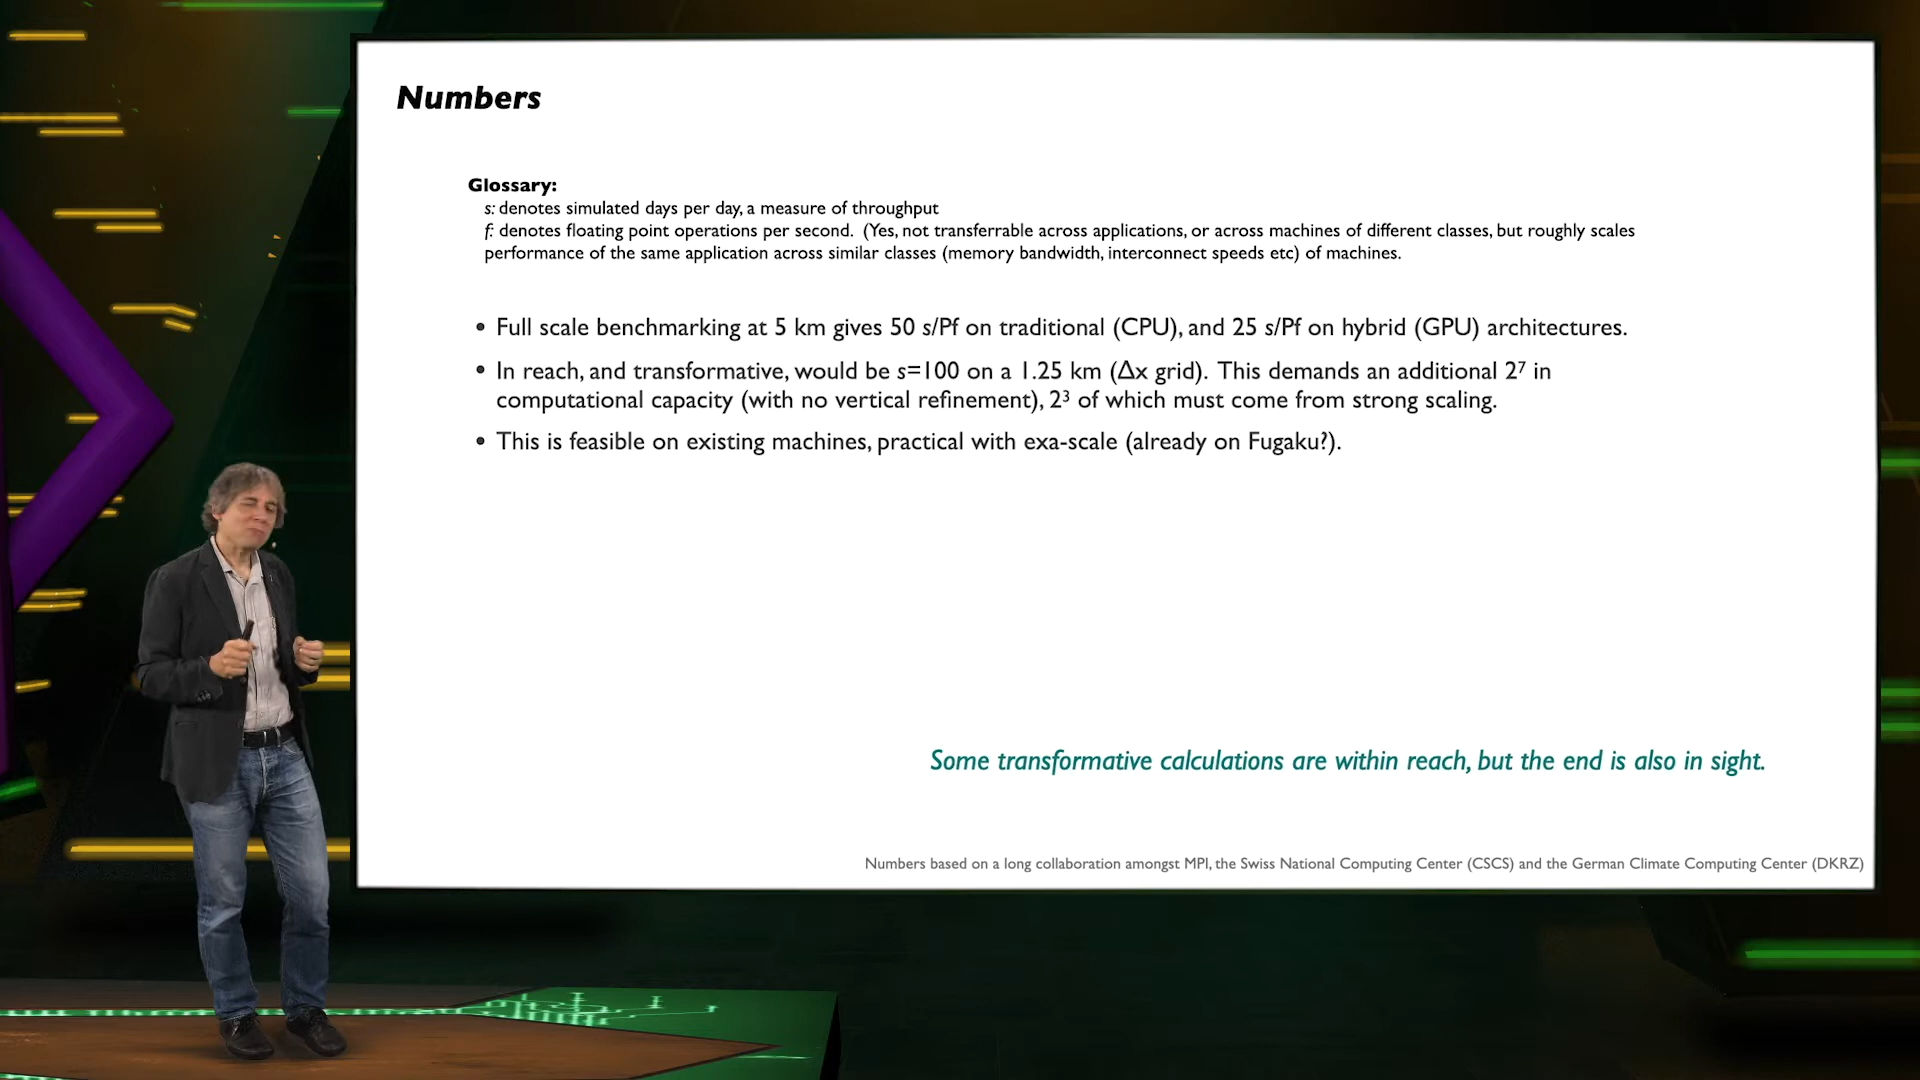 Numbers
Glossary:
s: denotes simulated days per day, a measure of throughput
f: denotes floating point operations per second. (Yes, not transferrable across applications, or across machines of different classes, but roughly scales
performance of the same application across similar classes (memory bandwidth, interconnect speeds etc) of machines.
• Full scale benchmarking at 5 km gives 50 s/Pf on traditional (CPU), and 25 s/Pf on hybrid (GPU) architectures.
• In reach, and transformative, would be s=100 on a 1.25 km (Δx grid). This demands an additional 2⁷ in
computational capacity (with no vertical refinement), 2³ of which must come from strong scaling.
• This is feasible on existing machines, practical with exa-scale (already on Fugaku?).
Some transformative calculations are within reach, but the end is also in sight.
Numbers based on a long collaboration amongst MPI, the Swiss National Computing Center (CSCS) and the German Climate Computing Center (DKRZ)